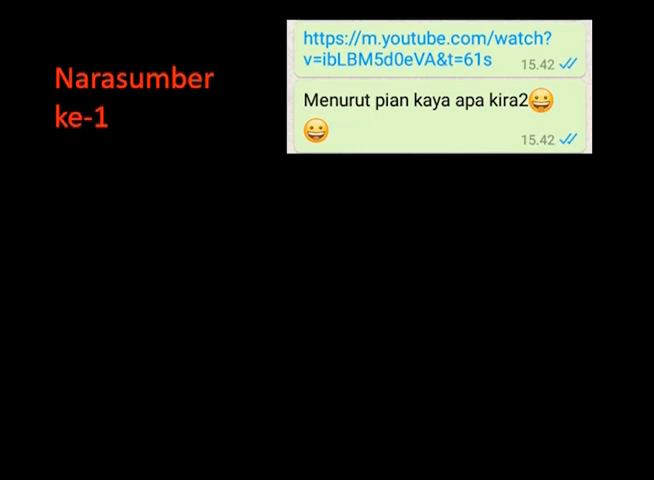 Narasumber
ke-1
https://m.youtube.com/watch?
v=ibLBM5d0eVA&t=61s 15.42
Menurut pian kaya apa kira2😀
😀
15.42